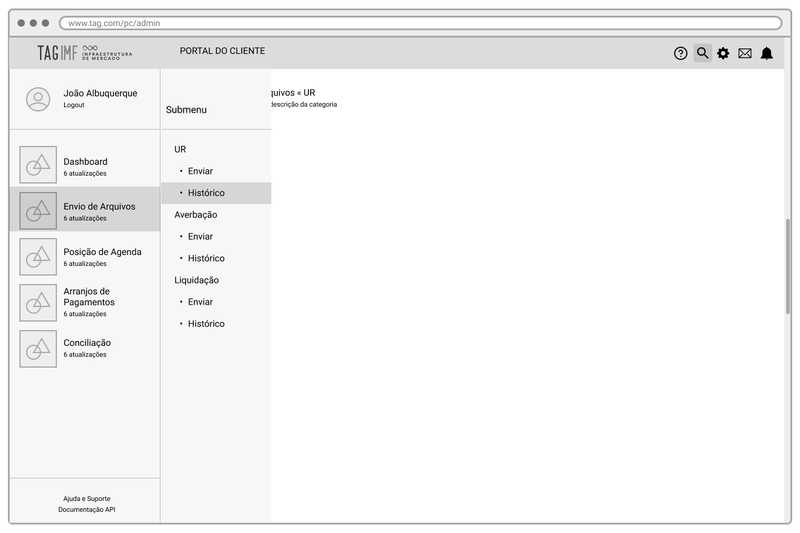 www.tag.com/pc/admin
TAG IMF INFRAESTRUTURA
DE MERCADO
PORTAL DO CLIENTE
João Albuquerque
Logout
Dashboard
6 atualizações
Envio de Arquivos
6 atualizações
Posição de Agenda
6 atualizações
Arranjos de
Pagamentos
6 atualizações
Conciliação
6 atualizações
Ajuda e Suporte
Documentação API
Submenu
UR
• Enviar
• Histórico
Averbação
• Enviar
• Histórico
Liquidação
• Enviar
• Histórico
quivos « UR
descrição da categoria